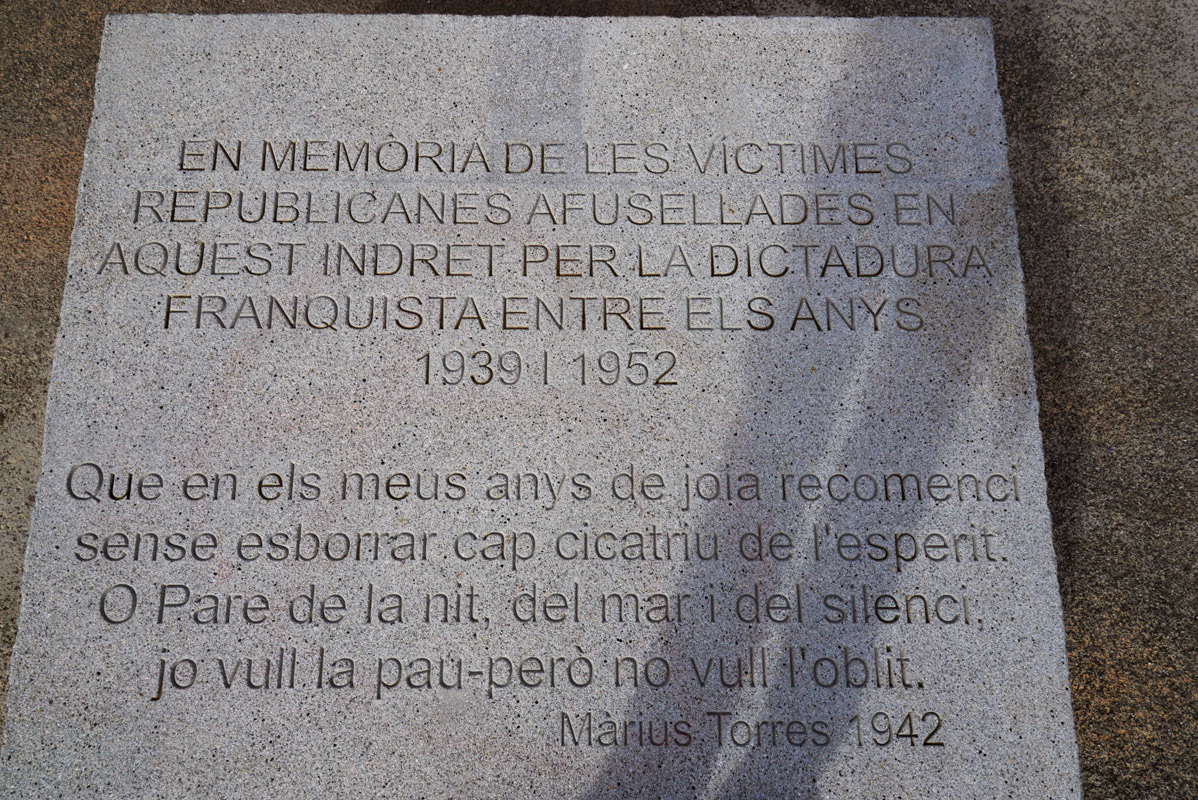 EN MEMÒRIA DE LES VÍCTIMES
REPUBLICANES AFUSELLADES EN
AQUEST INDRET PER LA DICTADURA
FRANQUISTA ENTRE ELS ANYS
1939 I 1952
Que en els meus anys de joia recomenci
sense esborrar cap cicatriu de l'esperit.
O Pare de la nit, del mar i del silenci,
jo vull la pau-però no vull l'oblit.
Màrius Torres 1942